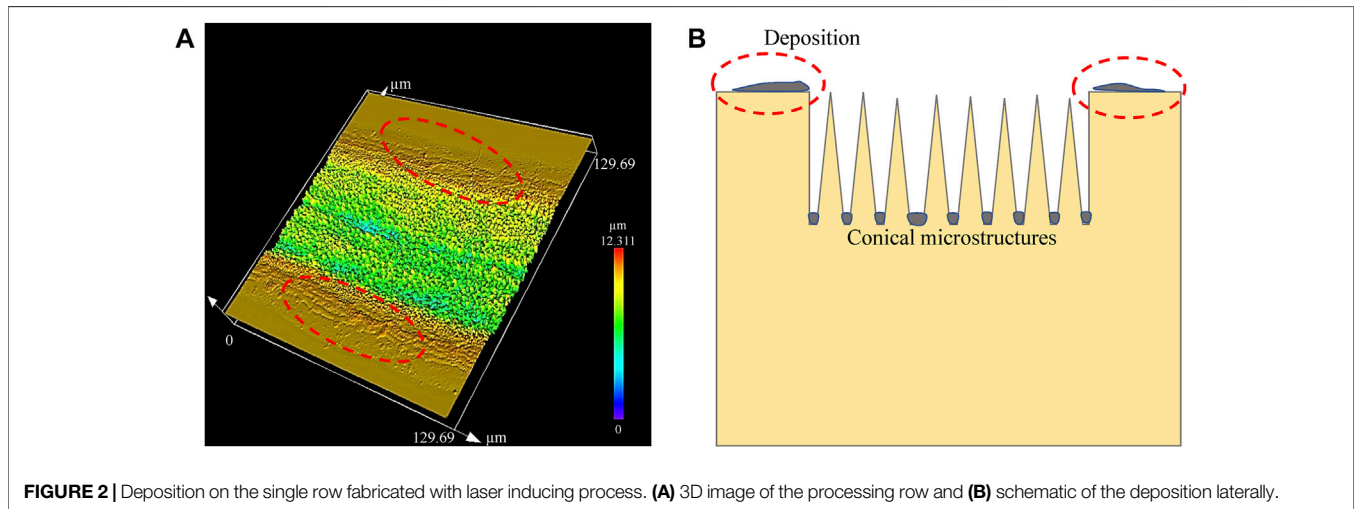 A
µm
129.69
µm
12.311
0
0
129.69
µm
B
Deposition
Conical microstructures
FIGURE 2 | Deposition on the single row fabricated with laser inducing process. (A) 3D image of the processing row and (B) schematic of the deposition laterally.